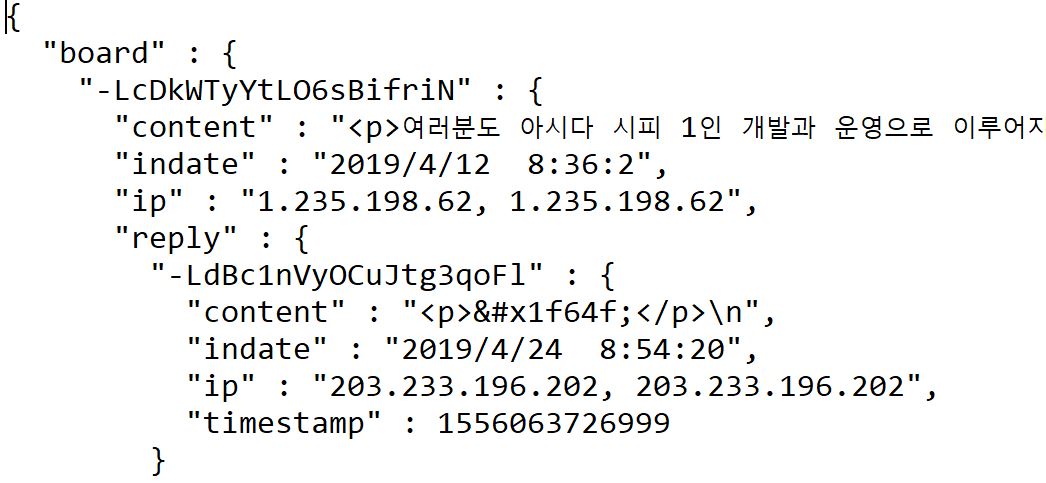 {
"board" : {
"-LcDkWTyYtLO6sBifriN" : {
"content" : "<p>여러분도 아시다 시피 1인 개발과 운영으로 이루어지
"indate" : "2019/4/12  8:36:2",
"ip" : "1.235.198.62, 1.235.198.62",
"reply" : {
"-LdBc1nVyOCuJtg3qoFl" : {
"content" : "<p>&#x1f64f;</p>\n",
"indate" : "2019/4/24  8:54:20",
"ip" : "203.233.196.202, 203.233.196.202",
"timestamp" : 1556063726999
}